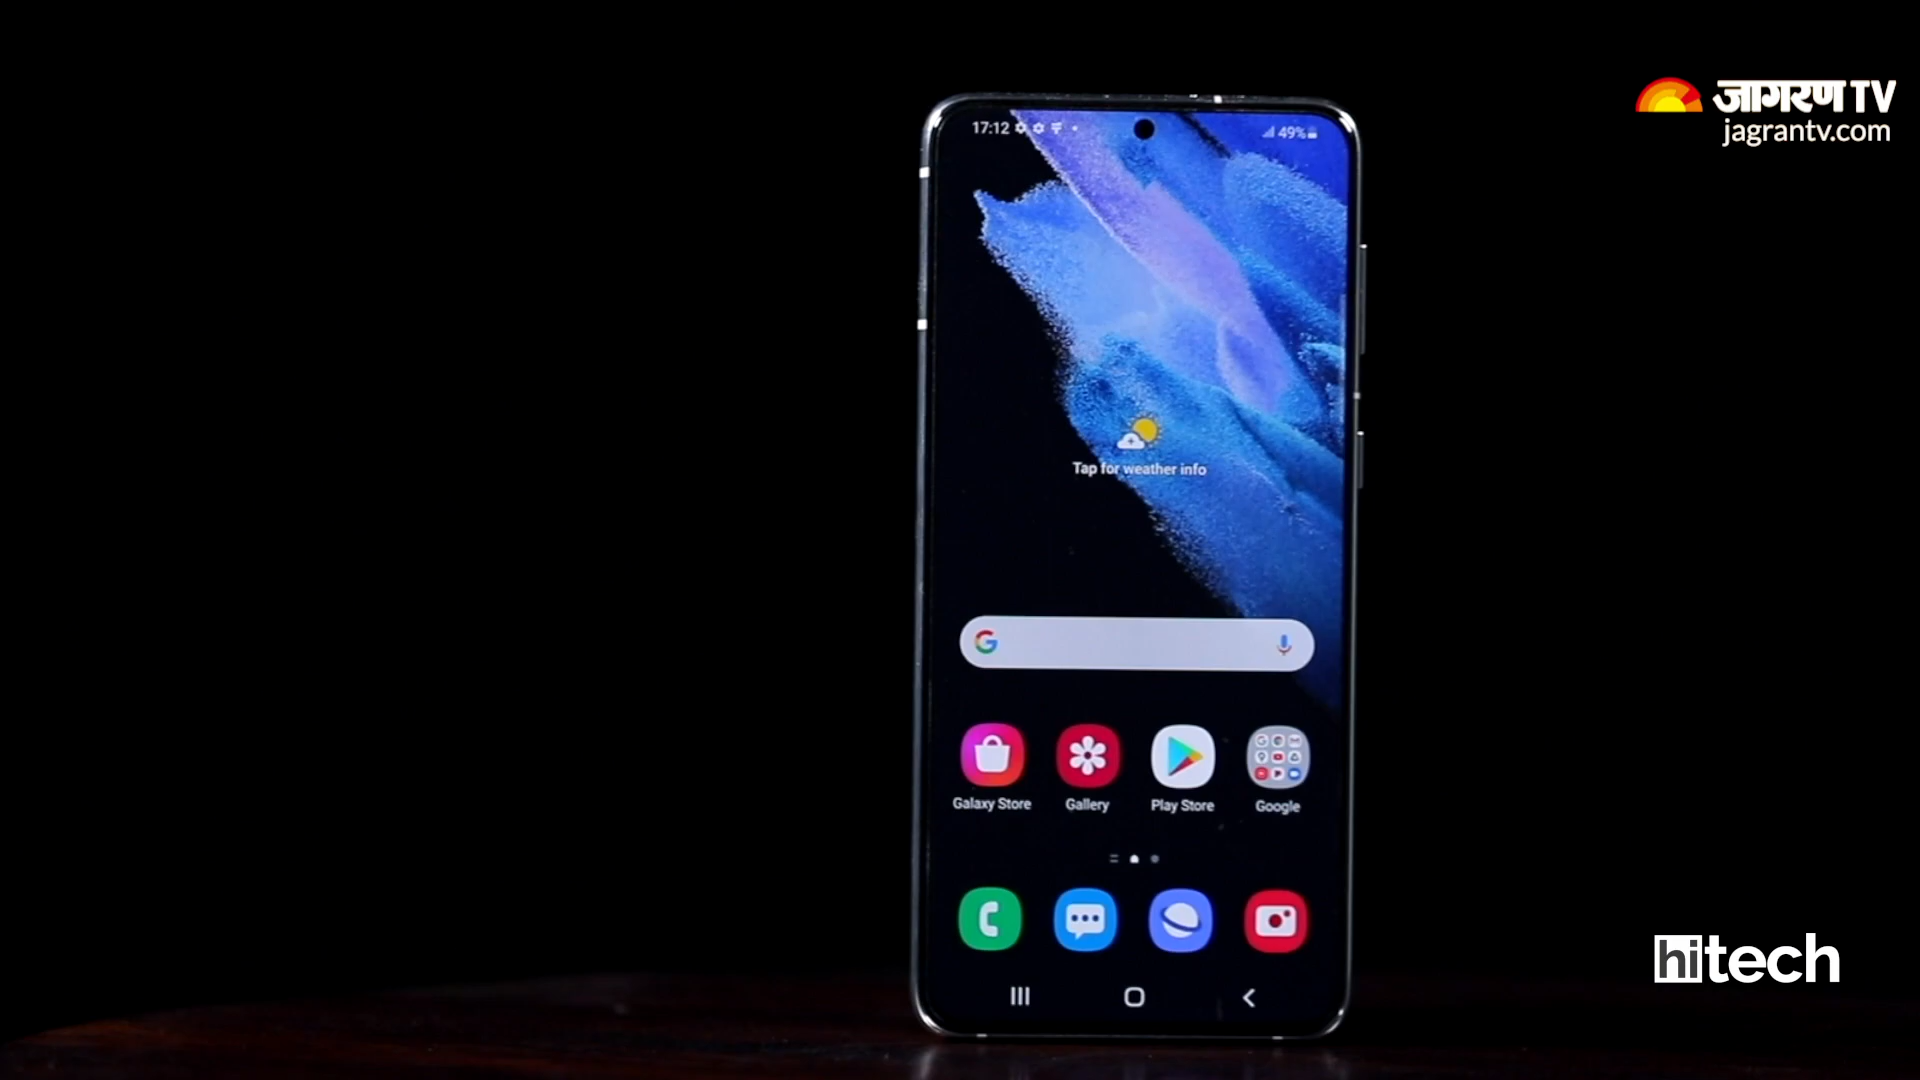 जागरण TV
jagrantv.com
17:12
49%
Tap for weather info
Galaxy Store
Gallery
Play Store
Google
hitech